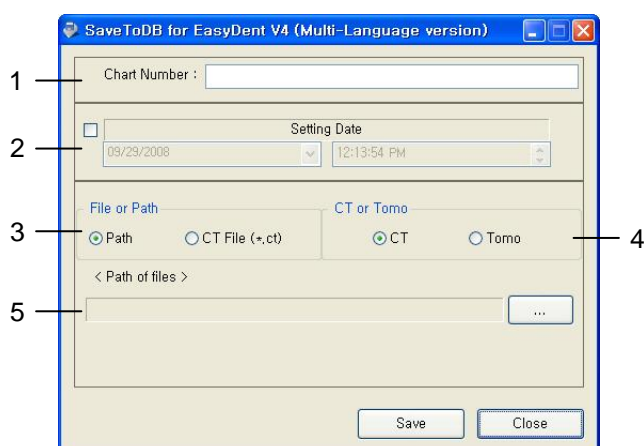 SaveToDB for EasyDent V4 (Multi-Language version)
1
Chart Number :
2
Setting Date
09/29/2008 12:13:54 PM
File or Path CT or Tomo
3
Path CT File (*.ct) CT Tomo
4
< Path of files >
5
...
Save Close